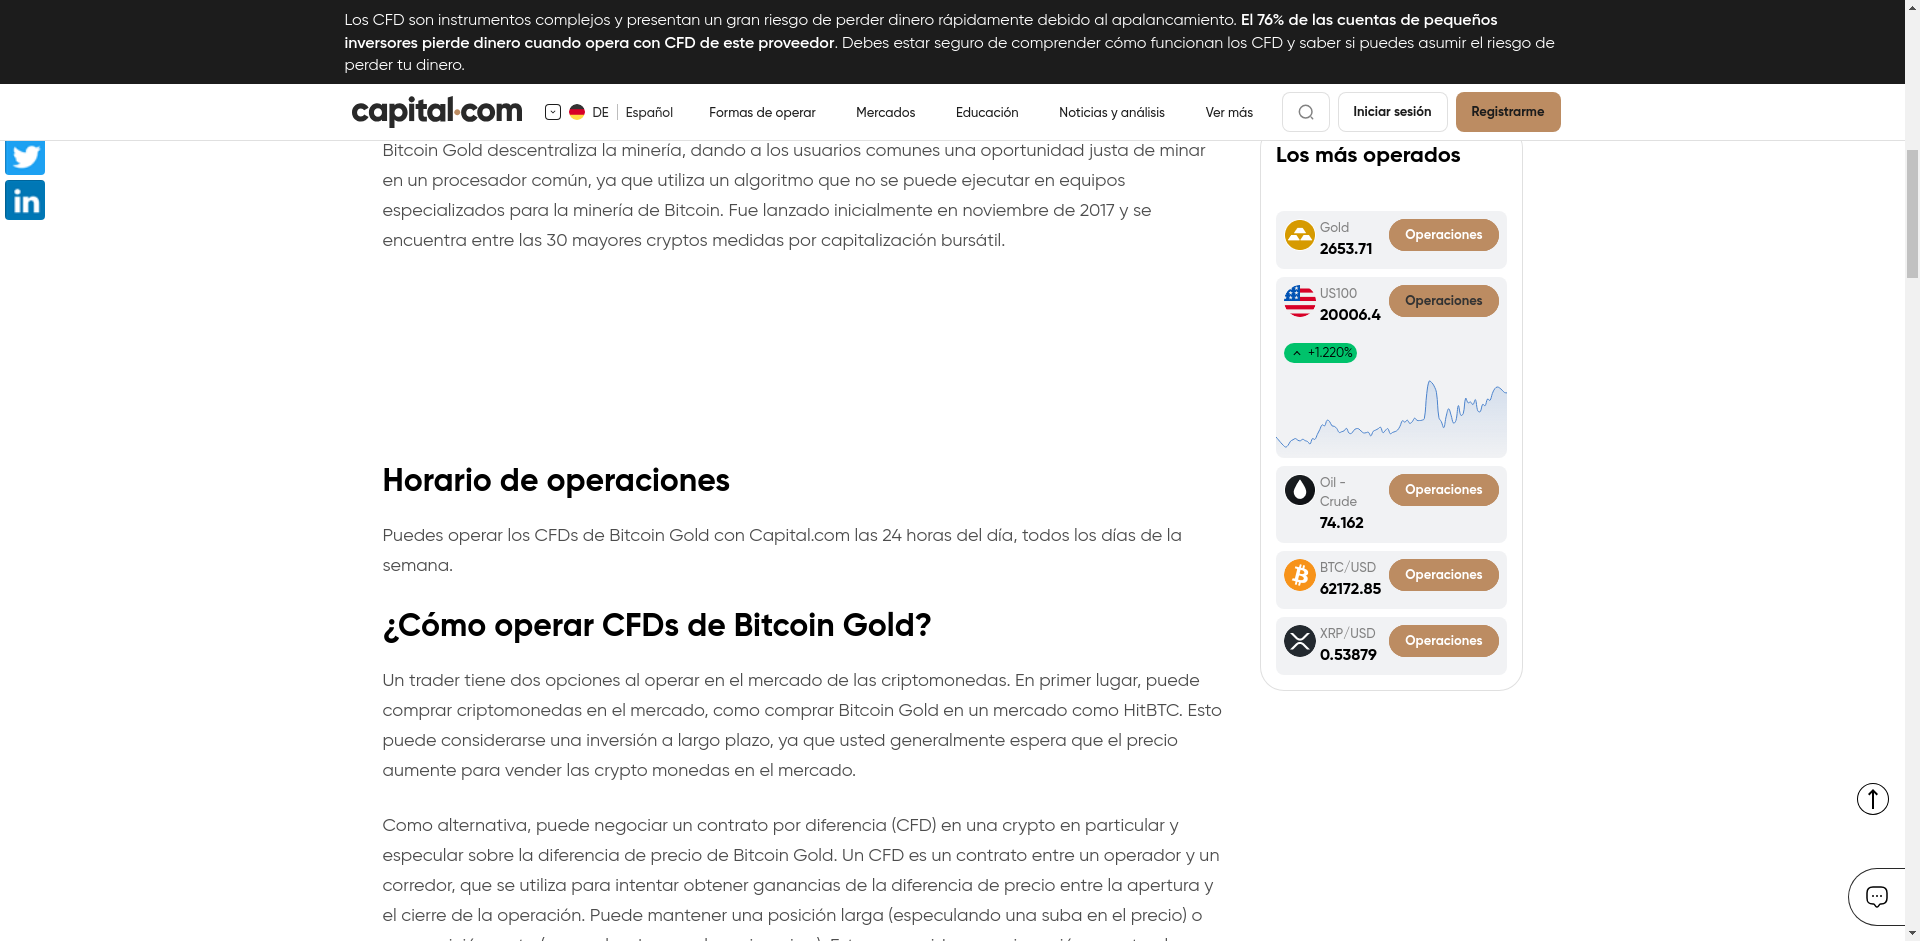 Los CFD son instrumentos complejos y presentan un gran riesgo de perder dinero rápidamente debido al apalancamiento. El 76% de las cuentas de pequeños
inversores pierde dinero cuando opera con CFD de este proveedor. Debes estar seguro de comprender cómo funcionan los CFD y saber si puedes asumir el riesgo de
perder tu dinero.
capital.com
DE
Español
Formas de operar
Mercados
Educación
Noticias y análisis
Ver más
Iniciar sesión
Registrarme
in
Bitcoin Gold descentraliza la minería, dando a los usuarios comunes una oportunidad justa de minar
en un procesador común, ya que utiliza un algoritmo que no se puede ejecutar en equipos
especializados para la minería de Bitcoin. Fue lanzado inicialmente en noviembre de 2017 y se
encuentra entre las 30 mayores cryptos medidas por capitalización bursátil.
Horario de operaciones
Puedes operar los CFDs de Bitcoin Gold con Capital.com las 24 horas del día, todos los días de la
semana.
¿Cómo operar CFDs de Bitcoin Gold?
Un trader tiene dos opciones al operar en el mercado de las criptomonedas. En primer lugar, puede
comprar criptomonedas en el mercado, como comprar Bitcoin Gold en un mercado como HitBTC. Esto
puede considerarse una inversión a largo plazo, ya que usted generalmente espera que el precio
aumente para vender las crypto monedas en el mercado.
Como alternativa, puede negociar un contrato por diferencia (CFD) en una crypto en particular y
especular sobre la diferencia de precio de Bitcoin Gold. Un CFD es un contrato entre un operador y un
corredor, que se utiliza para intentar obtener ganancias de la diferencia de precio entre la apertura y
el cierre de la operación. Puede mantener una posición larga (especulando una suba en el precio) o
Los más operados
Gold
2653.71
Operaciones
US100
20006.4
Operaciones
+1.220%
Oil -
Crude
74.162
Operaciones
BTC/USD
62172.85
Operaciones
XRP/USD
0.53879
Operaciones